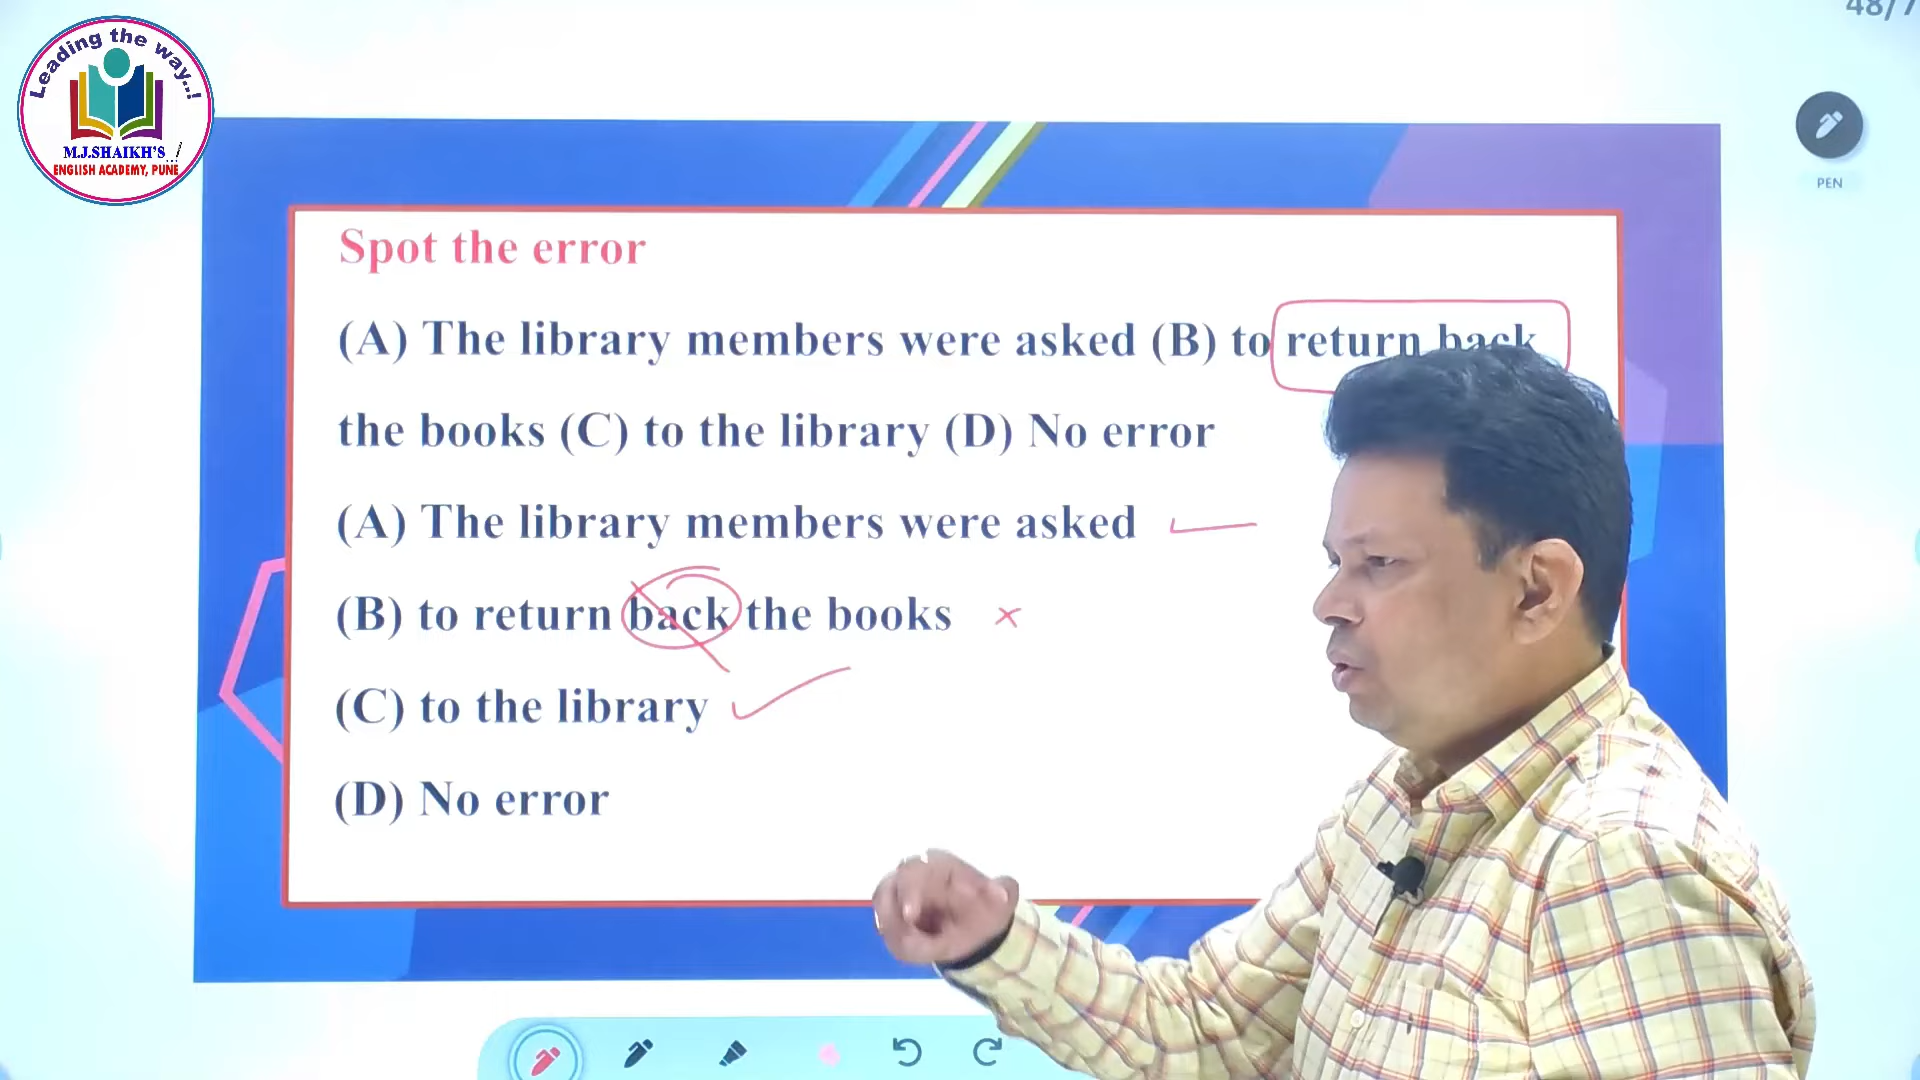 48/7
Leading the way..!
M.J.SHAIKH'S
ENGLISH ACADEMY, PUNE
PEN
Spot the error
(A) The library members were asked (B) to return back
the books (C) to the library (D) No error
(A) The library members were asked
(B) to return back the books
(C) to the library
(D) No error